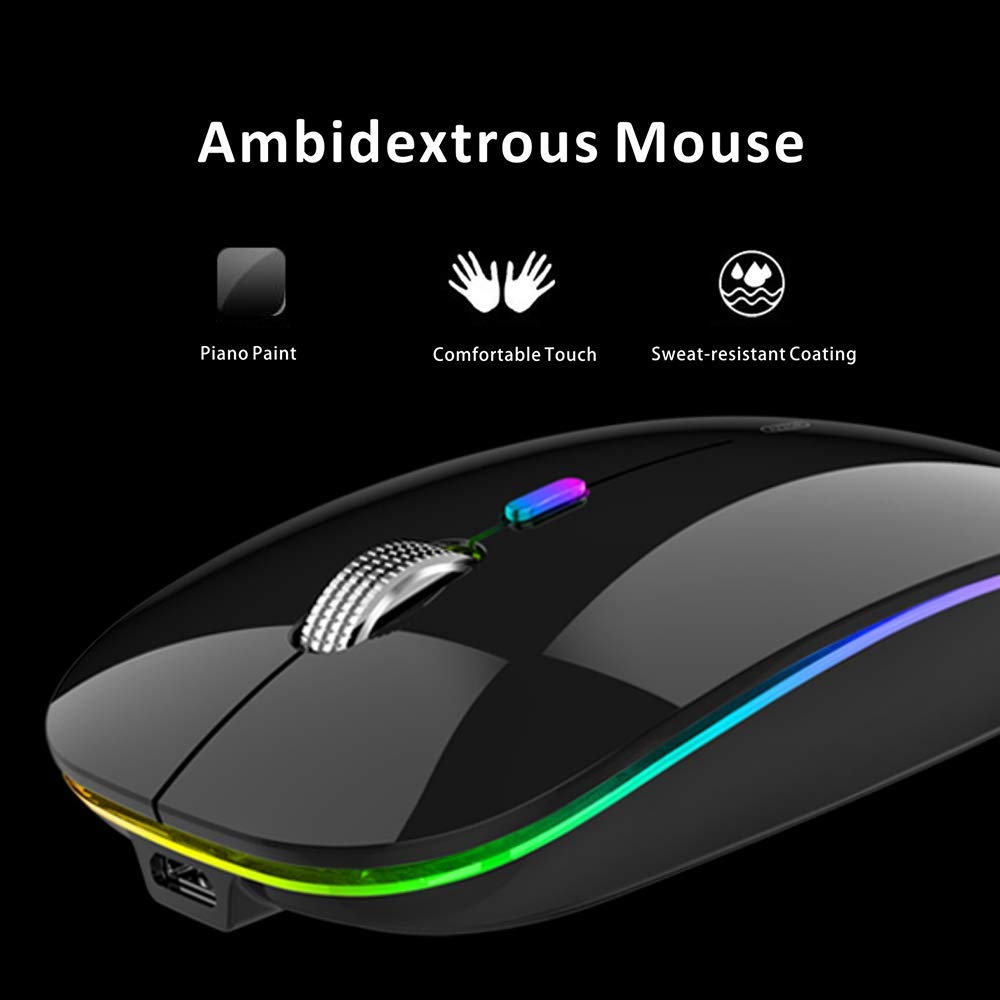 Ambidextrous Mouse
Piano Paint
Comfortable Touch
Sweat-resistant Coating